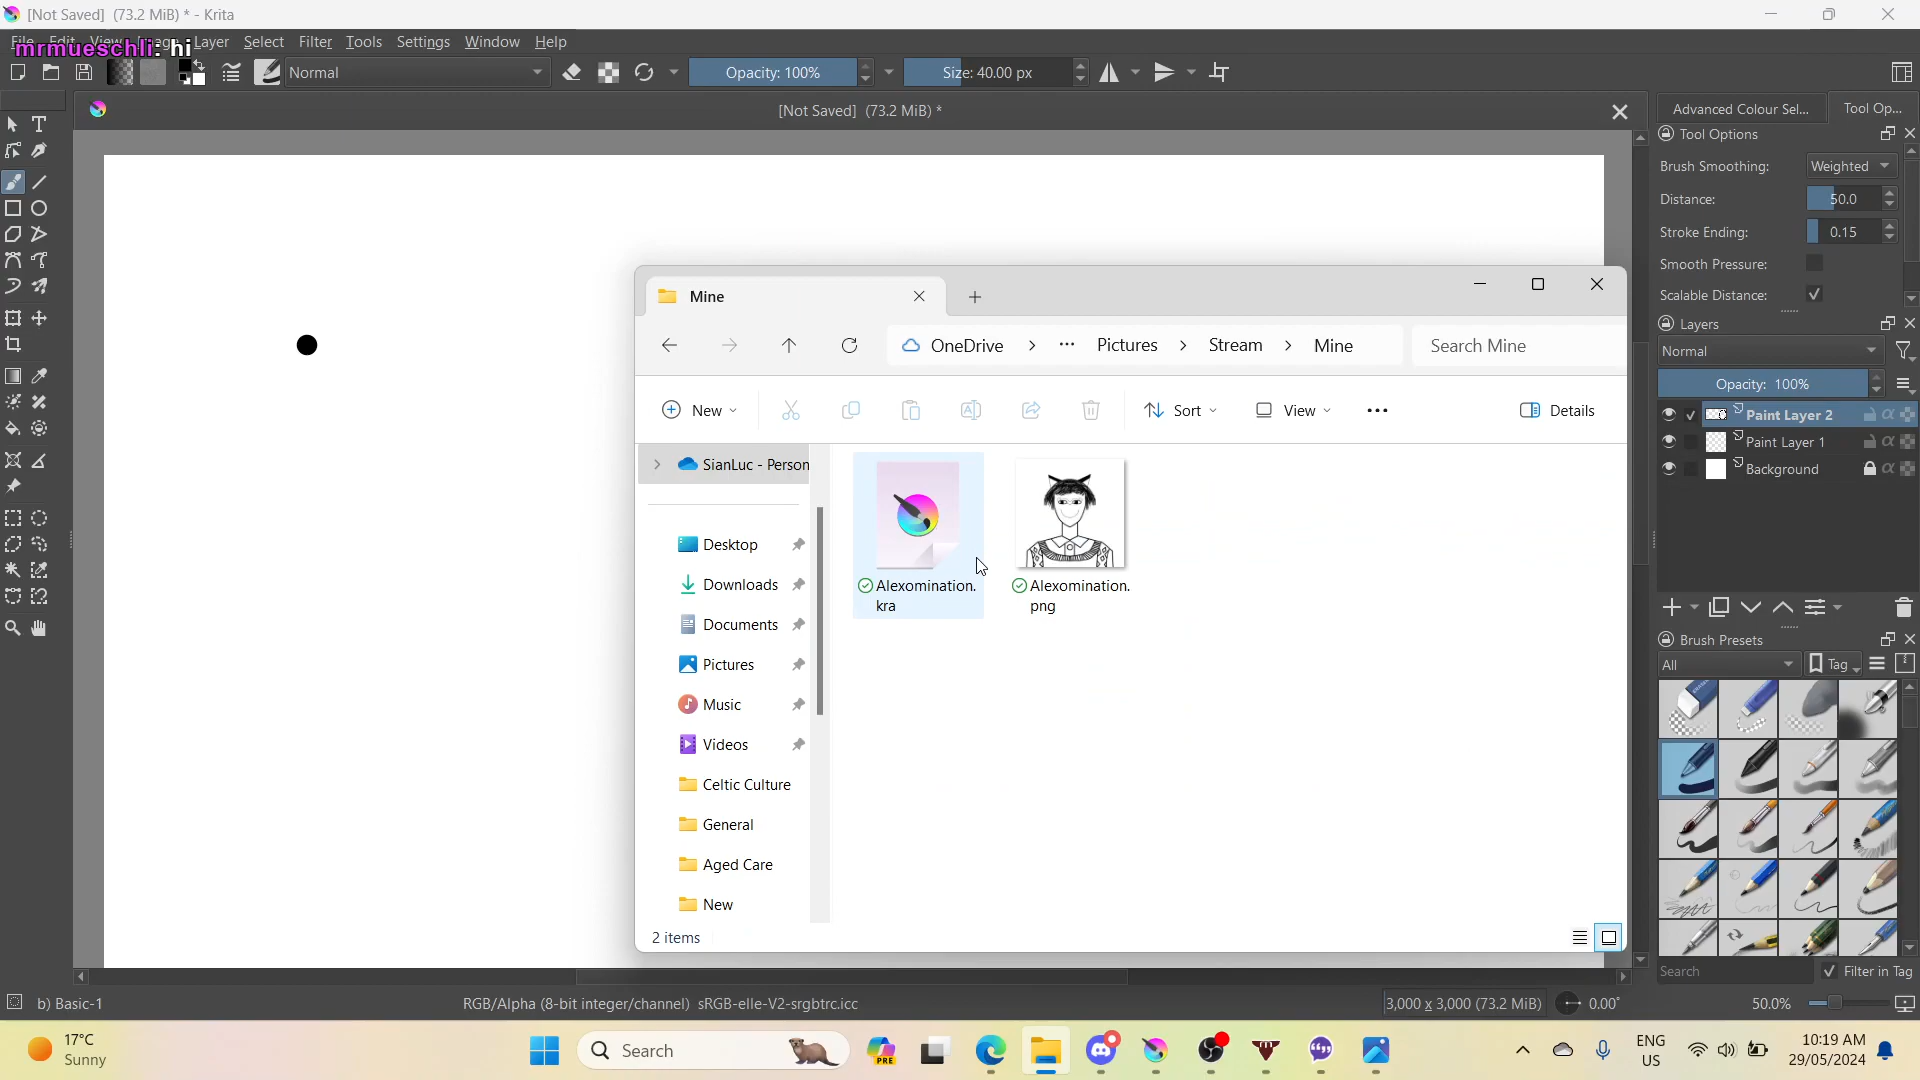 [Not Saved]  (73.2 MiB) * - Krita
mrmueschli: hi
Layer Select Filter Tools Settings Window Help
Normal
Opacity: 100%
Size: 40.00 px
[Not Saved]  (73.2 MiB) *
Advanced Colour Sel...
Tool Op...
Tool Options
Brush Smoothing: Weighted
Distance: 50.0
Stroke Ending: 0.15
Smooth Pressure:
Scalable Distance:
Layers
Normal
Opacity: 100%
Paint Layer 2
Paint Layer 1
Background
Brush Presets
All
Tag
Search
Filter in Tag
Mine
OneDrive > ... Pictures > Stream > Mine
Search Mine
New
Sort
View
...
Details
SianLuc - Person
Desktop
Downloads
Documents
Pictures
Music
Videos
Celtic Culture
General
Aged Care
New
Alexomination.
kra
Alexomination.
png
2 items
b) Basic-1
RGB/Alpha (8-bit integer/channel)  sRGB-elle-V2-srgbtrc.icc
3,000 x 3,000 (73.2 MiB)
0.00°
50.0%
17°C
Sunny
Search
PRE
ENG
US
10:19 AM
29/05/2024